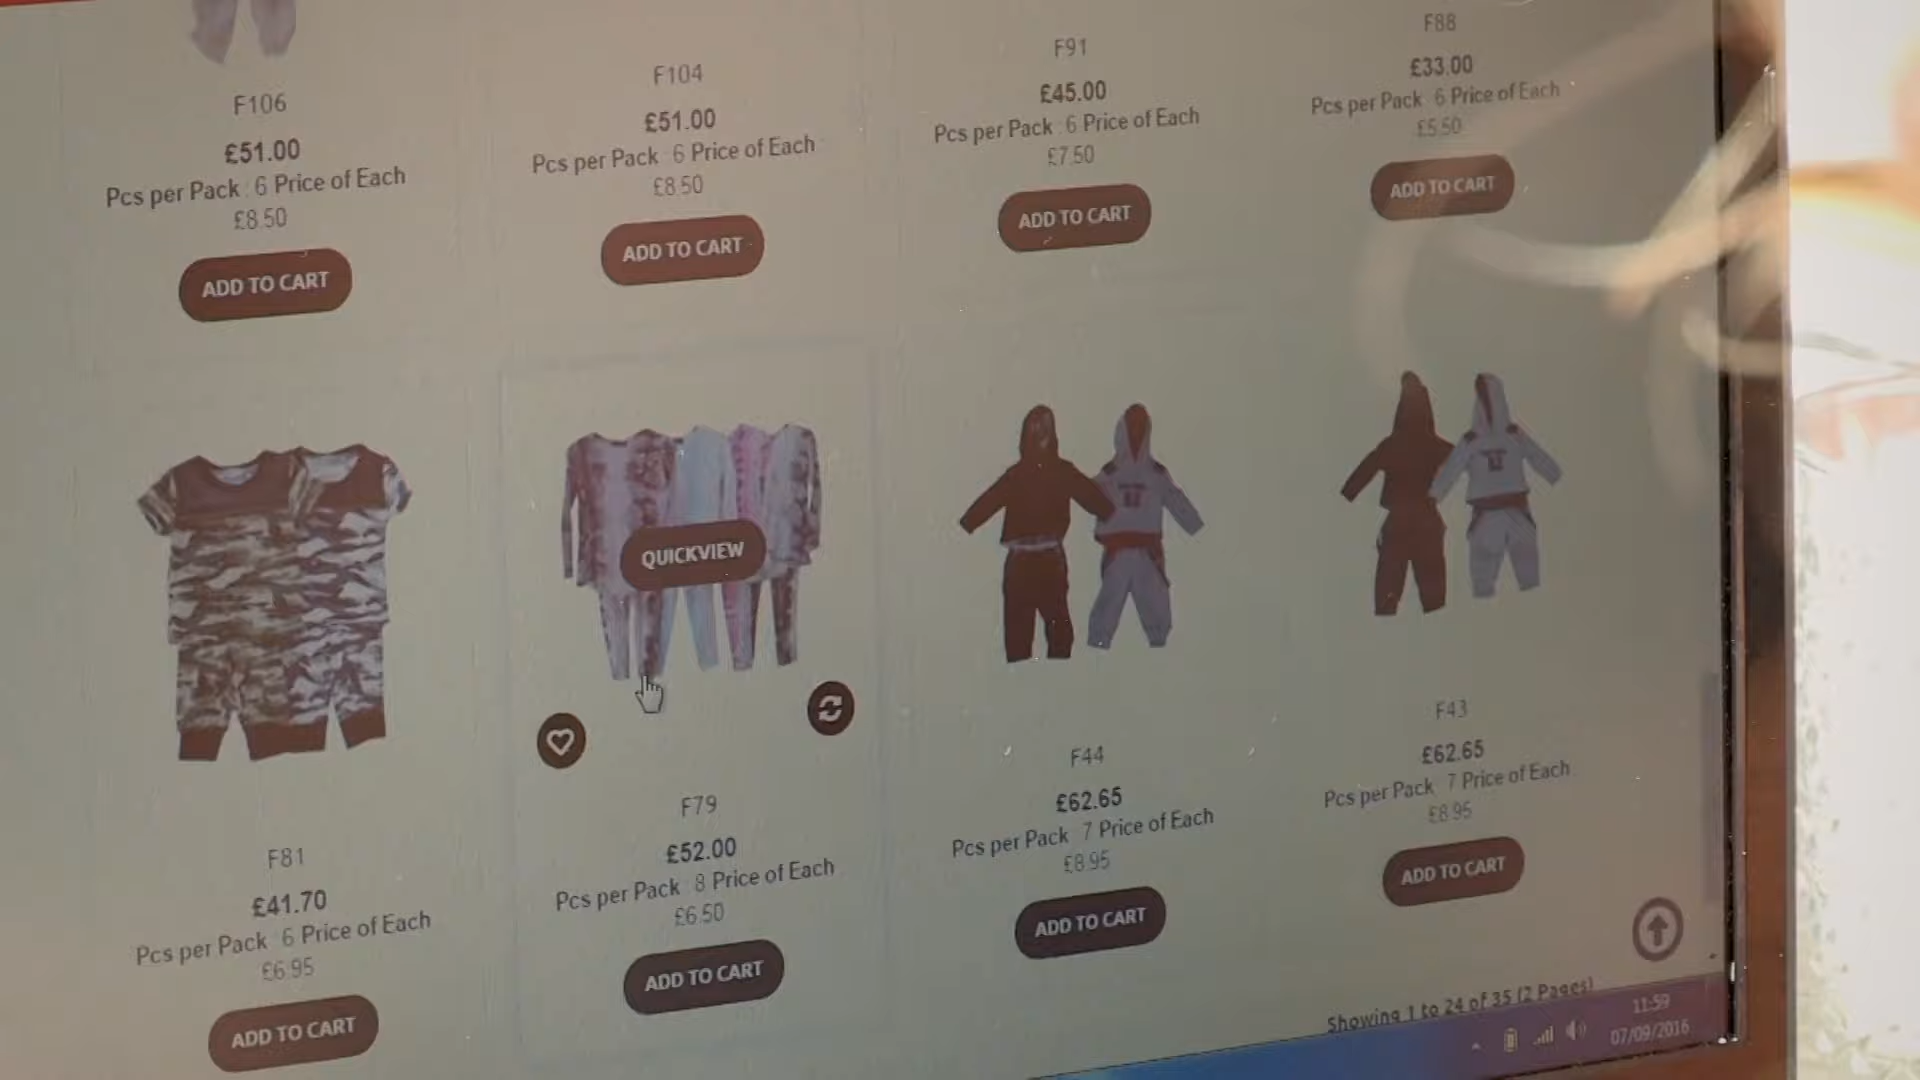 F106
£51.00
Pcs per Pack : 6 Price of Each
£8.50
ADD TO CART
F104
£51.00
Pcs per Pack : 6 Price of Each
£8.50
ADD TO CART
F91
£45.00
Pcs per Pack : 6 Price of Each
£7.50
ADD TO CART
F88
£33.00
Pcs per Pack : 6 Price of Each
£5.50
ADD TO CART
F81
£41.70
Pcs per Pack : 6 Price of Each
£6.95
ADD TO CART
QUICKVIEW
F79
£52.00
Pcs per Pack : 8 Price of Each
£6.50
ADD TO CART
F44
£62.65
Pcs per Pack : 7 Price of Each
£8.95
ADD TO CART
F43
£62.65
Pcs per Pack : 7 Price of Each
£8.95
ADD TO CART
Showing 1 to 24 of 35 (2 Pages)
11:59
07/09/2016